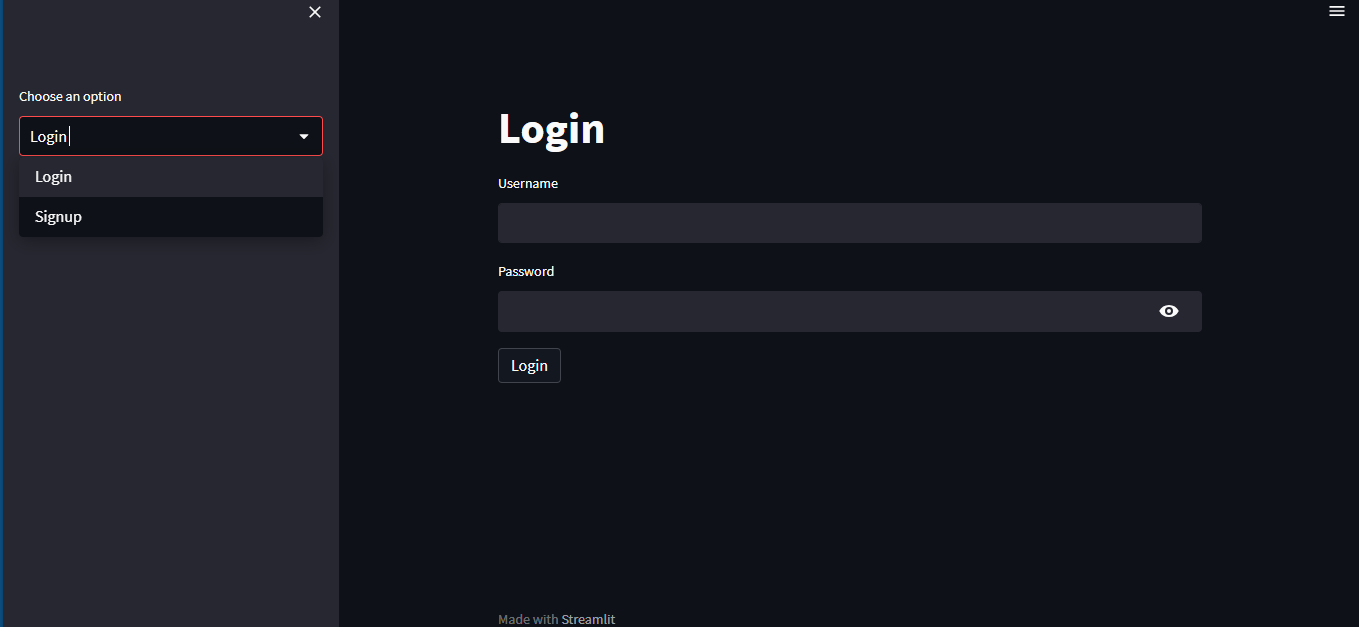 Choose an option
Login
Login
Signup
Login
Username
Password
Login
Made with Streamlit